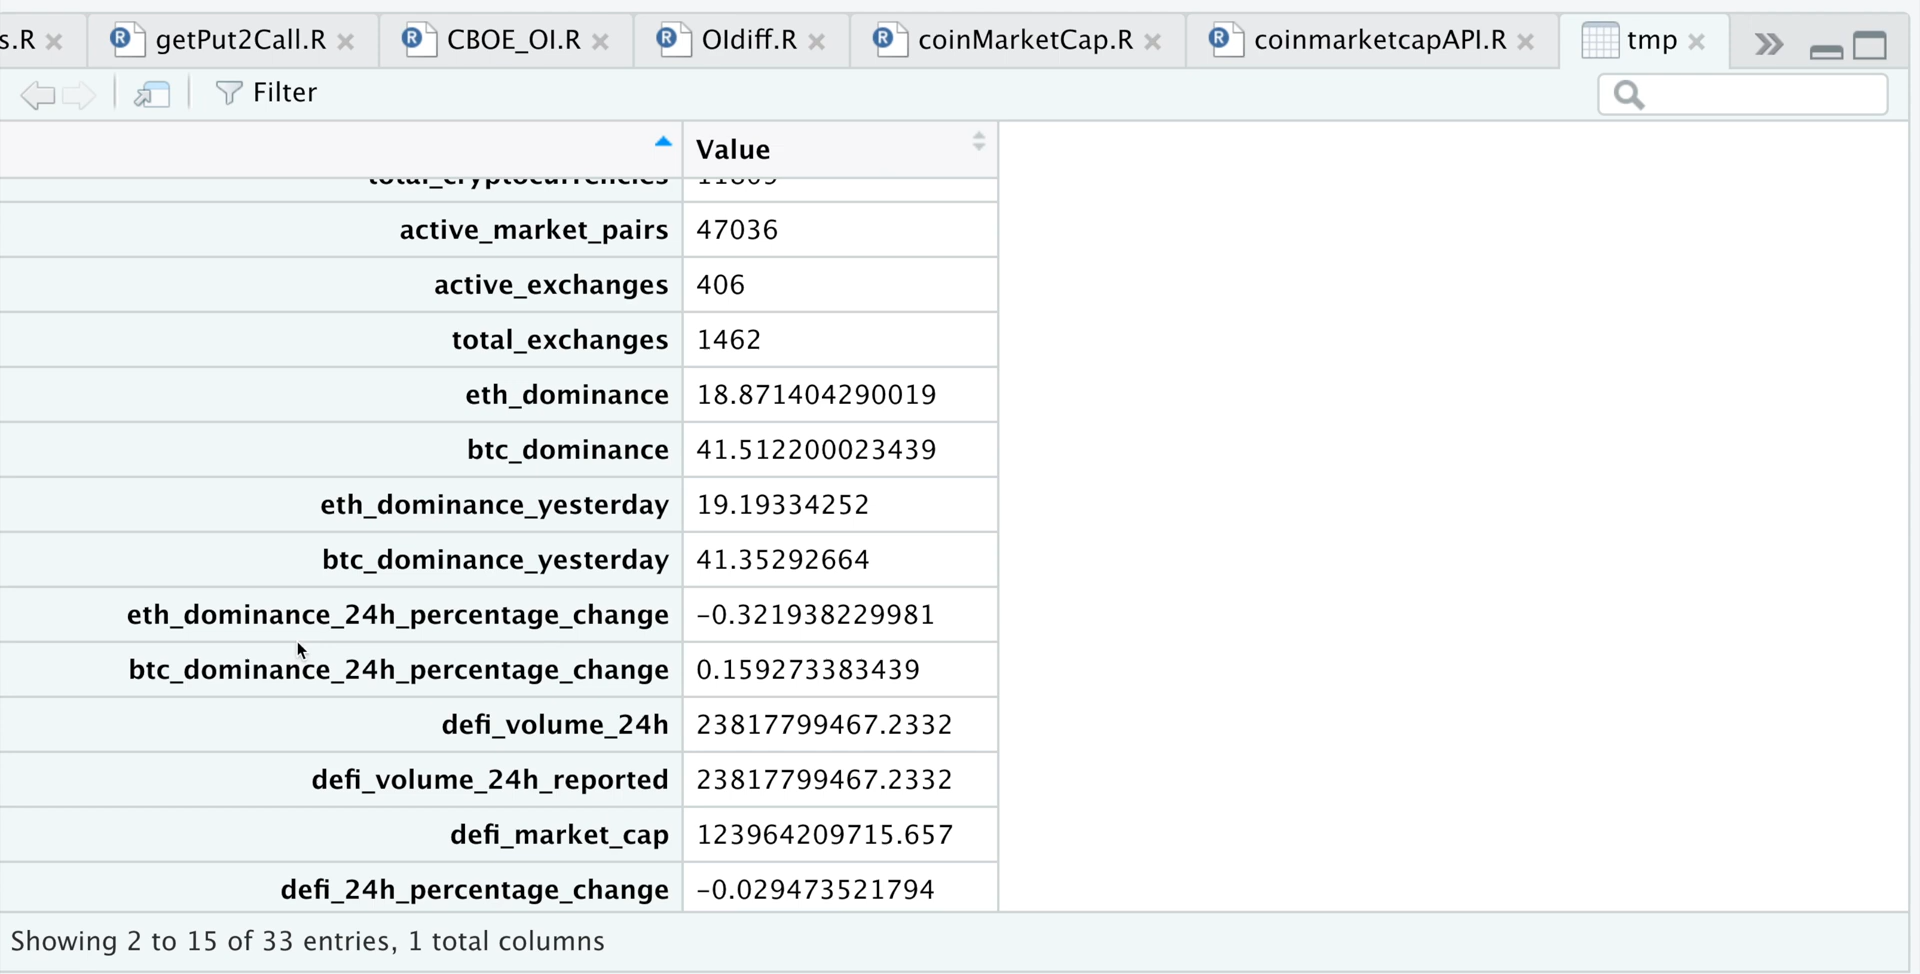 s.R getPut2Call.R CBOE_OI.R OIdiff.R coinMarketCap.R coinmarketcapAPI.R tmp
Filter
Value
total_cryptocurrencies
active_market_pairs 47036
active_exchanges 406
total_exchanges 1462
eth_dominance 18.871404290019
btc_dominance 41.512200023439
eth_dominance_yesterday 19.19334252
btc_dominance_yesterday 41.35292664
eth_dominance_24h_percentage_change -0.321938229981
btc_dominance_24h_percentage_change 0.159273383439
defi_volume_24h 23817799467.2332
defi_volume_24h_reported 23817799467.2332
defi_market_cap 123964209715.657
defi_24h_percentage_change -0.029473521794
Showing 2 to 15 of 33 entries, 1 total columns